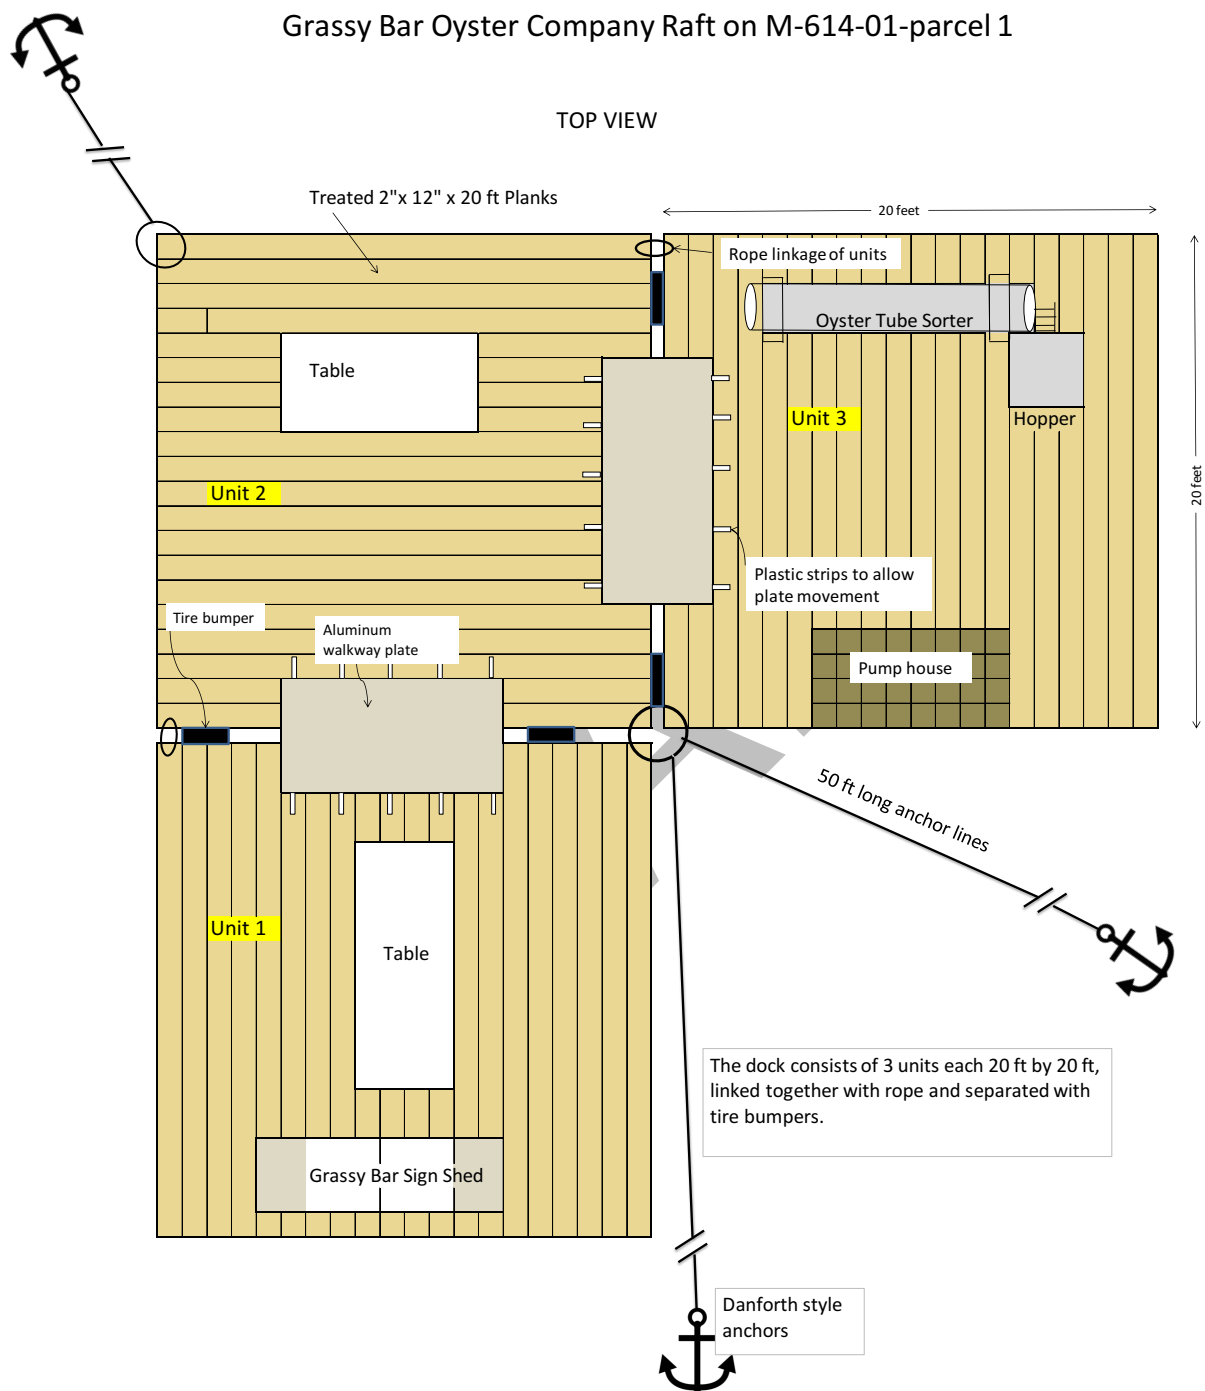 Grassy Bar Oyster Company Raft on M-614-01-parcel 1
TOP VIEW
Treated 2"x 12" x 20 ft Planks
20 feet
Rope linkage of units
Oyster Tube Sorter
Table
Unit 3
Hopper
Unit 2
20 feet
Plastic strips to allow
plate movement
Tire bumper
Aluminum
walkway plate
Pump house
50 ft long anchor lines
Unit 1
Table
The dock consists of 3 units each 20 ft by 20 ft,
linked together with rope and separated with
tire bumpers.
Grassy Bar Sign Shed
Danforth style
anchors